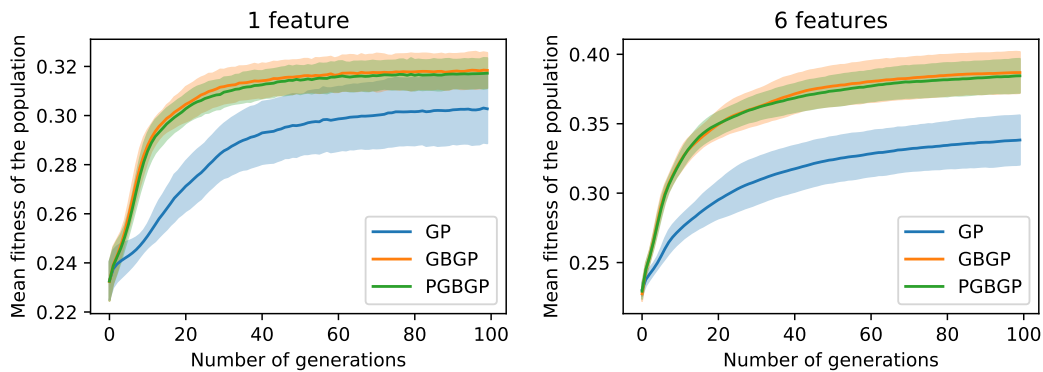 1 feature
Mean fitness of the population
0.32
0.30
0.28
0.26
0.24
0.22
0
20
40
60
80
100
Number of generations
GP
GBGP
PGBGP
6 features
Mean fitness of the population
0.40
0.35
0.30
0.25
0
20
40
60
80
100
Number of generations
GP
GBGP
PGBGP